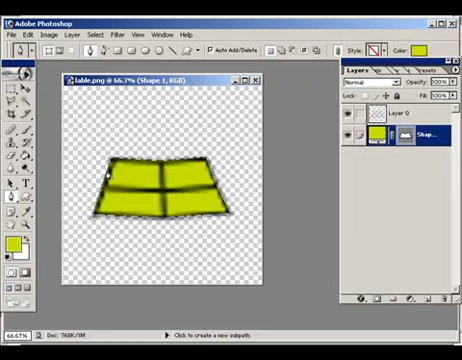 Adobe Photoshop
File Edit Image Layer Select Filter View Window Help
Auto Add/Delete Style: Color:
lable.png @ 66.7% (Shape 1, RGB)
Layers
Normal Opacity: 100%
Lock: Fill: 100%
Layer 0
Shap...
66.67% Doc: 768K/1M Click to create a new subpath